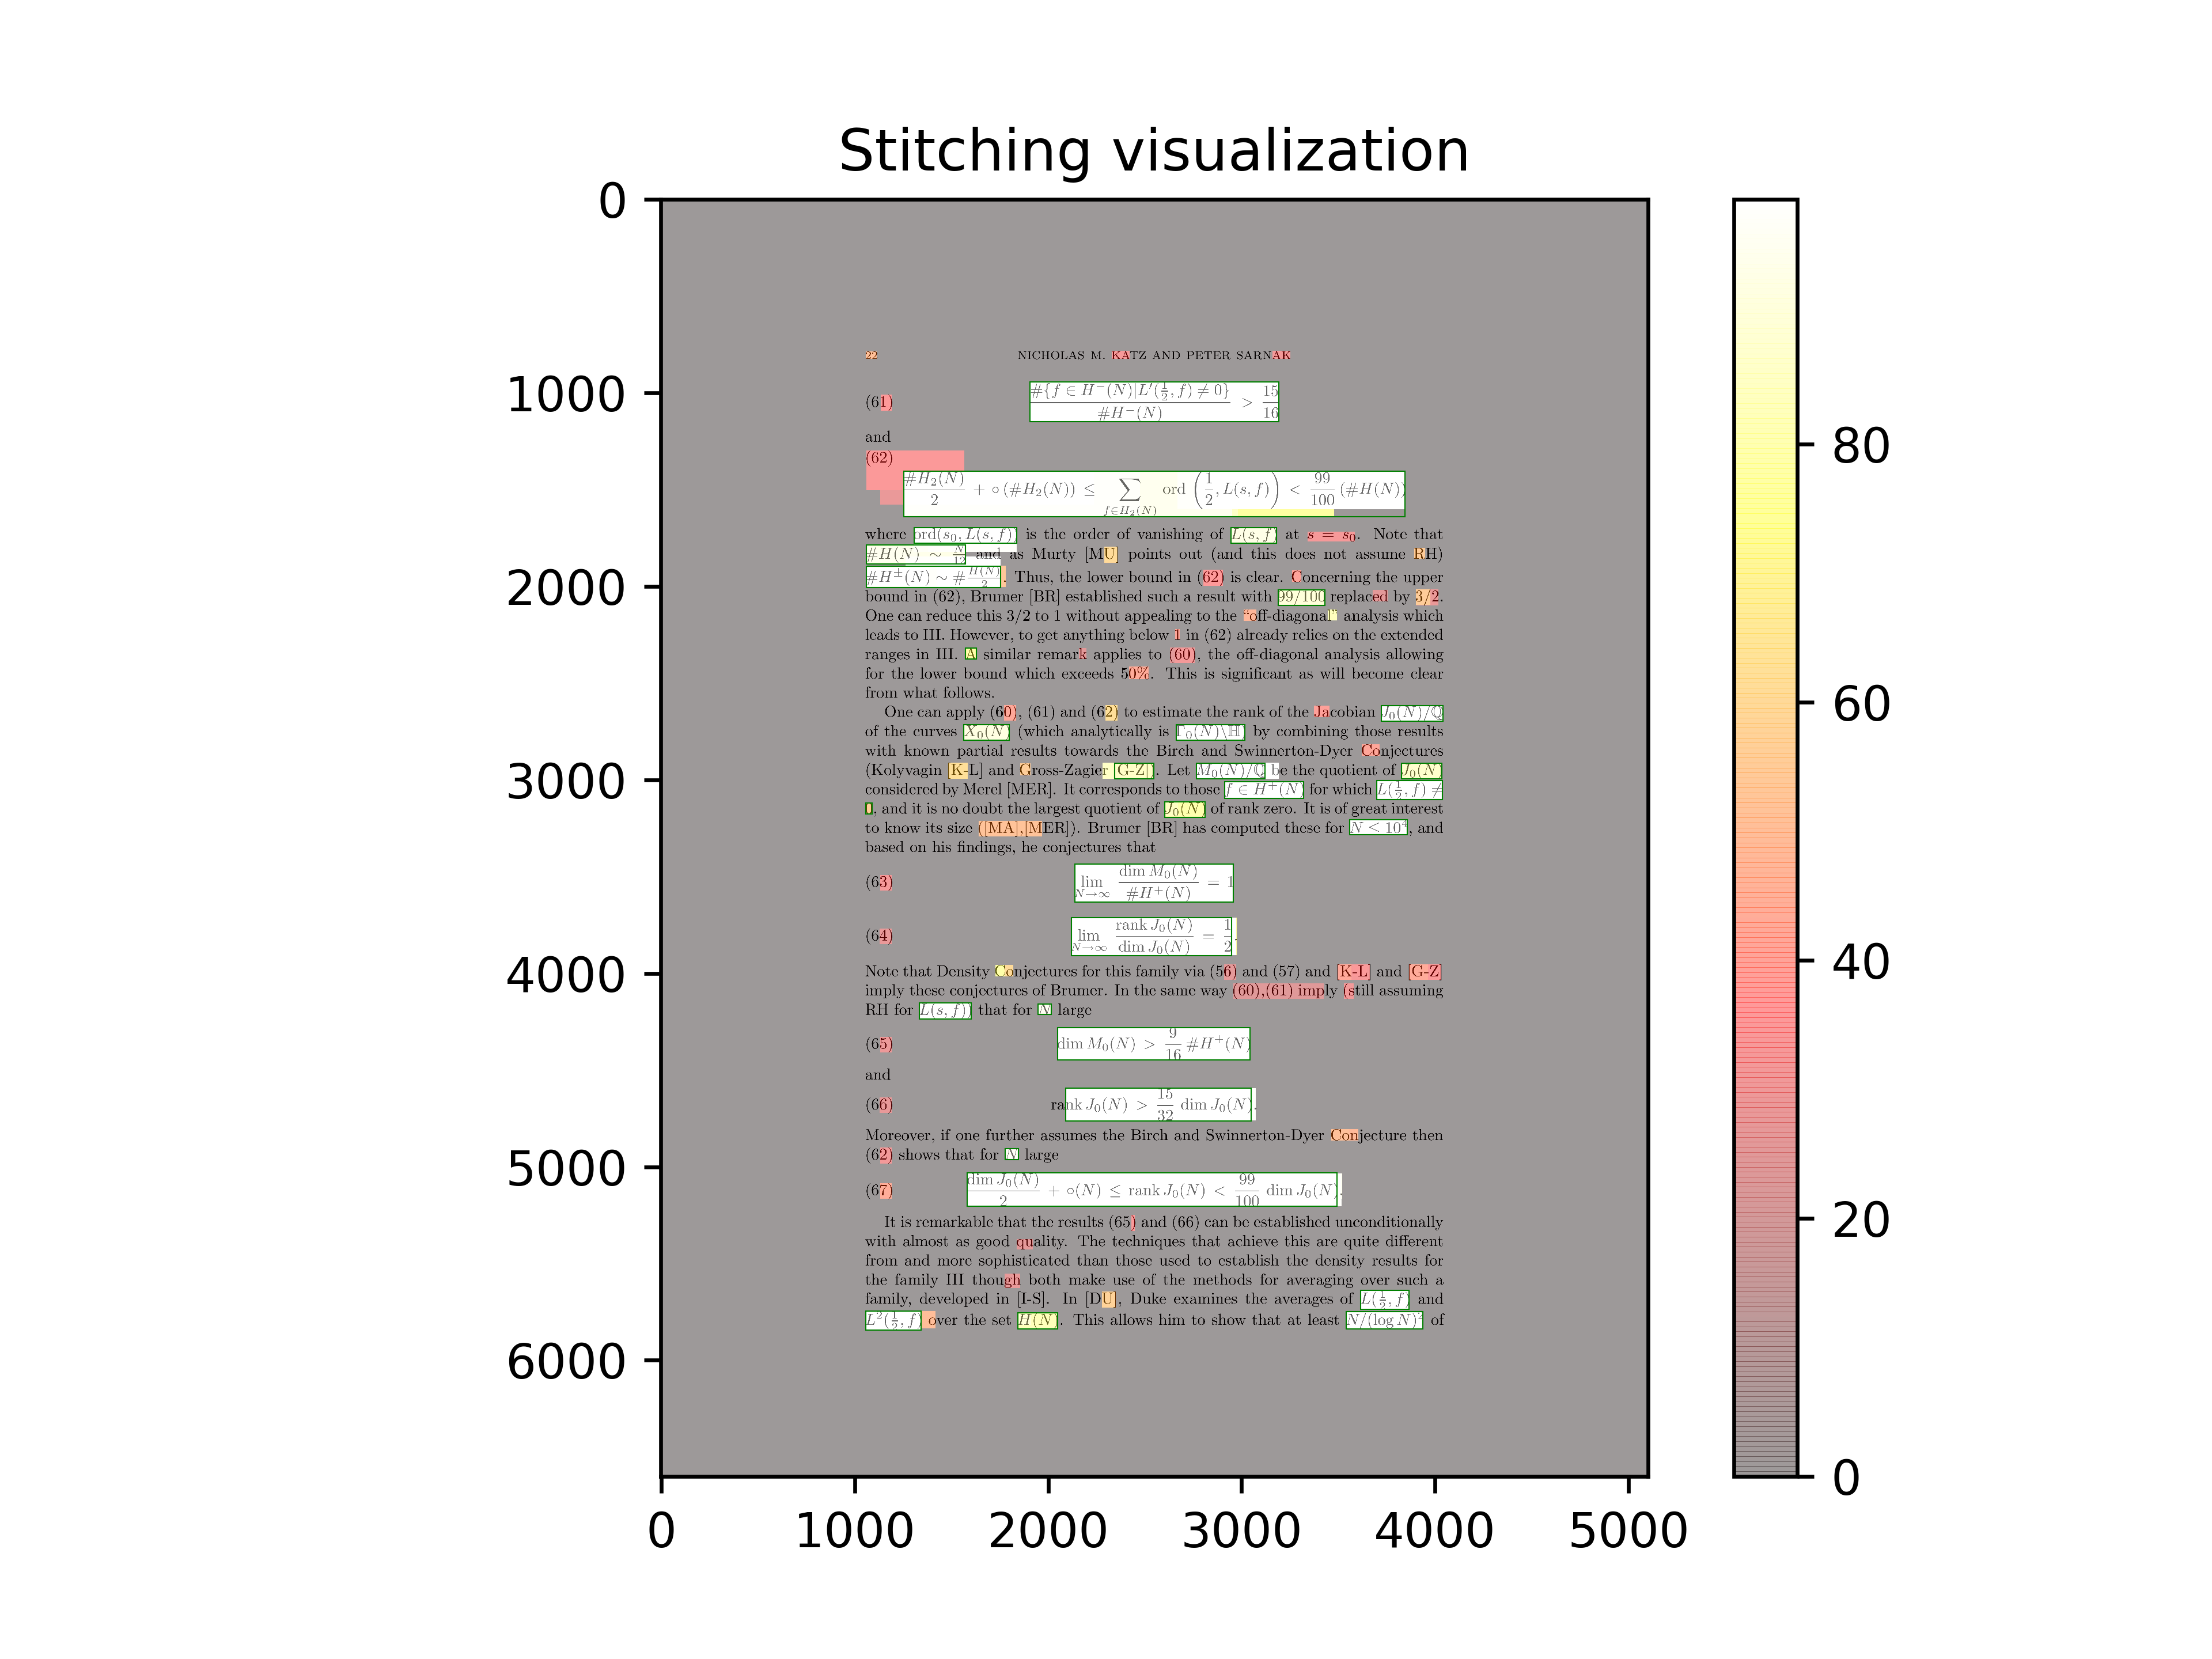 Stitching visualization
0
1000
2000
3000
4000
5000
6000
0
1000
2000
3000
4000
5000
80
60
40
20
0
22 NICHOLAS M. KATZ AND PETER SARNAK
(61) #{f ∈ H⁻(N)|L′(1/2, f) ≠ 0} / #H⁻(N) > 15/16
and
(62)
#H₂(N)/2 + ∘(#H₂(N)) ≤ ∑_{f∈H₂(N)} ord (1/2, L(s, f)) < 99/100 (#H(N))
where ord(s₀, L(s, f)) is the order of vanishing of L(s, f) at s = s₀. Note that
#H(N) ∼ N/12 and as Murty [MU] points out (and this does not assume RH)
#H±(N) ∼ #H(N)/2. Thus, the lower bound in (62) is clear. Concerning the upper
bound in (62), Brumer [BR] established such a result with 99/100 replaced by 3/2.
One can reduce this 3/2 to 1 without appealing to the “off-diagonal” analysis which
leads to III. However, to get anything below 1 in (62) already relies on the extended
ranges in III. A similar remark applies to (60), the off-diagonal analysis allowing
for the lower bound which exceeds 50%. This is significant as will become clear
from what follows.
One can apply (60), (61) and (62) to estimate the rank of the Jacobian J₀(N)/ℚ
of the curves X₀(N) (which analytically is Γ₀(N)\ℍ) by combining those results
with known partial results towards the Birch and Swinnerton-Dyer Conjectures
(Kolyvagin [K-L] and Gross-Zagier [G-Z]). Let M₀(N)/ℚ be the quotient of J₀(N)
considered by Merel [MER]. It corresponds to those f ∈ H⁺(N) for which L(1/2, f) ≠
0, and it is no doubt the largest quotient of J₀(N) of rank zero. It is of great interest
to know its size ([MA],[MER]). Brumer [BR] has computed these for N ≤ 10⁴, and
based on his findings, he conjectures that
(63) lim_{N→∞} dim M₀(N) / #H⁺(N) = 1
(64) lim_{N→∞} rank J₀(N) / dim J₀(N) = 1/2.
Note that Density Conjectures for this family via (56) and (57) and [K-L] and [G-Z]
imply these conjectures of Brumer. In the same way (60),(61) imply (still assuming
RH for L(s, f)) that for N large
(65) dim M₀(N) > 9/16 #H⁺(N)
and
(66) rank J₀(N) > 15/32 dim J₀(N).
Moreover, if one further assumes the Birch and Swinnerton-Dyer Conjecture then
(62) shows that for N large
(67) dim J₀(N)/2 + ∘(N) ≤ rank J₀(N) < 99/100 dim J₀(N).
It is remarkable that the results (65) and (66) can be established unconditionally
with almost as good quality. The techniques that achieve this are quite different
from and more sophisticated than those used to establish the density results for
the family III though both make use of the methods for averaging over such a
family, developed in [I-S]. In [DU], Duke examines the averages of L(1/2, f) and
L²(1/2, f) over the set H(N). This allows him to show that at least N/(log N)² of